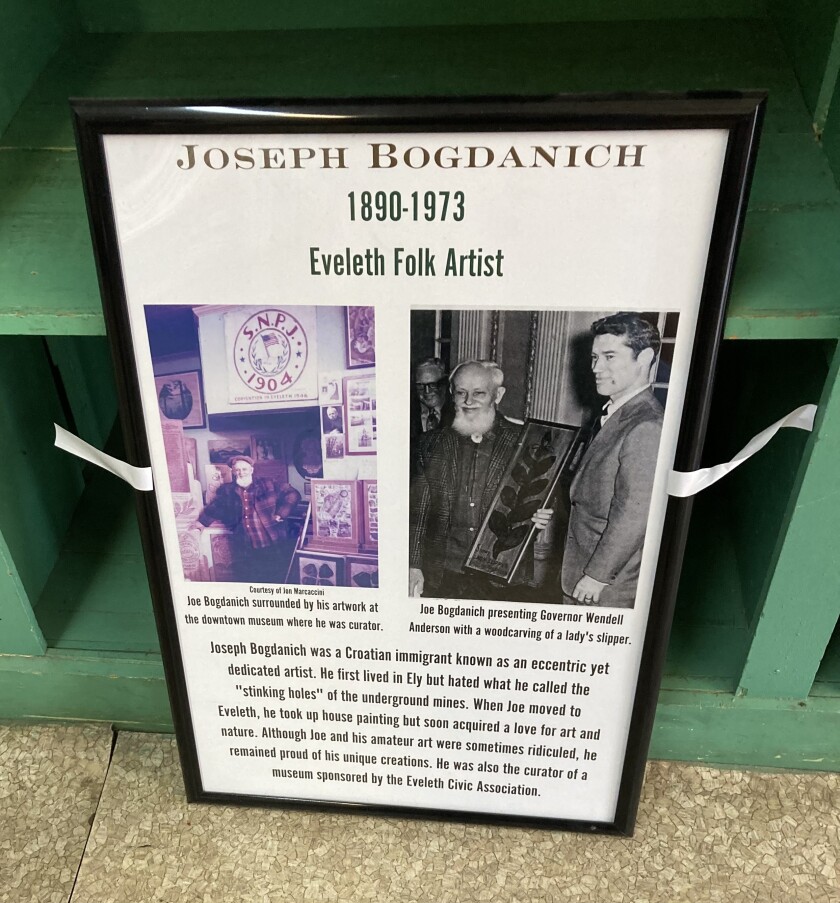 JOSEPH BOGDANICH
1890-1973
Eveleth Folk Artist
S.N.P.J.
1904
Courtesy of Jon Marcaccini
Joe Bogdanich surrounded by his artwork at
the downtown museum where he was curator.
Joe Bogdanich presenting Governor Wendell
Anderson with a woodcarving of a lady's slipper.
Joseph Bogdanich was a Croatian immigrant known as an eccentric yet
dedicated artist. He first lived in Ely but hated what he called the
"stinking holes" of the underground mines. When Joe moved to
Eveleth, he took up house painting but soon acquired a love for art and
nature. Although Joe and his amateur art were sometimes ridiculed, he
remained proud of his unique creations. He was also the curator of a
museum sponsored by the Eveleth Civic Association.